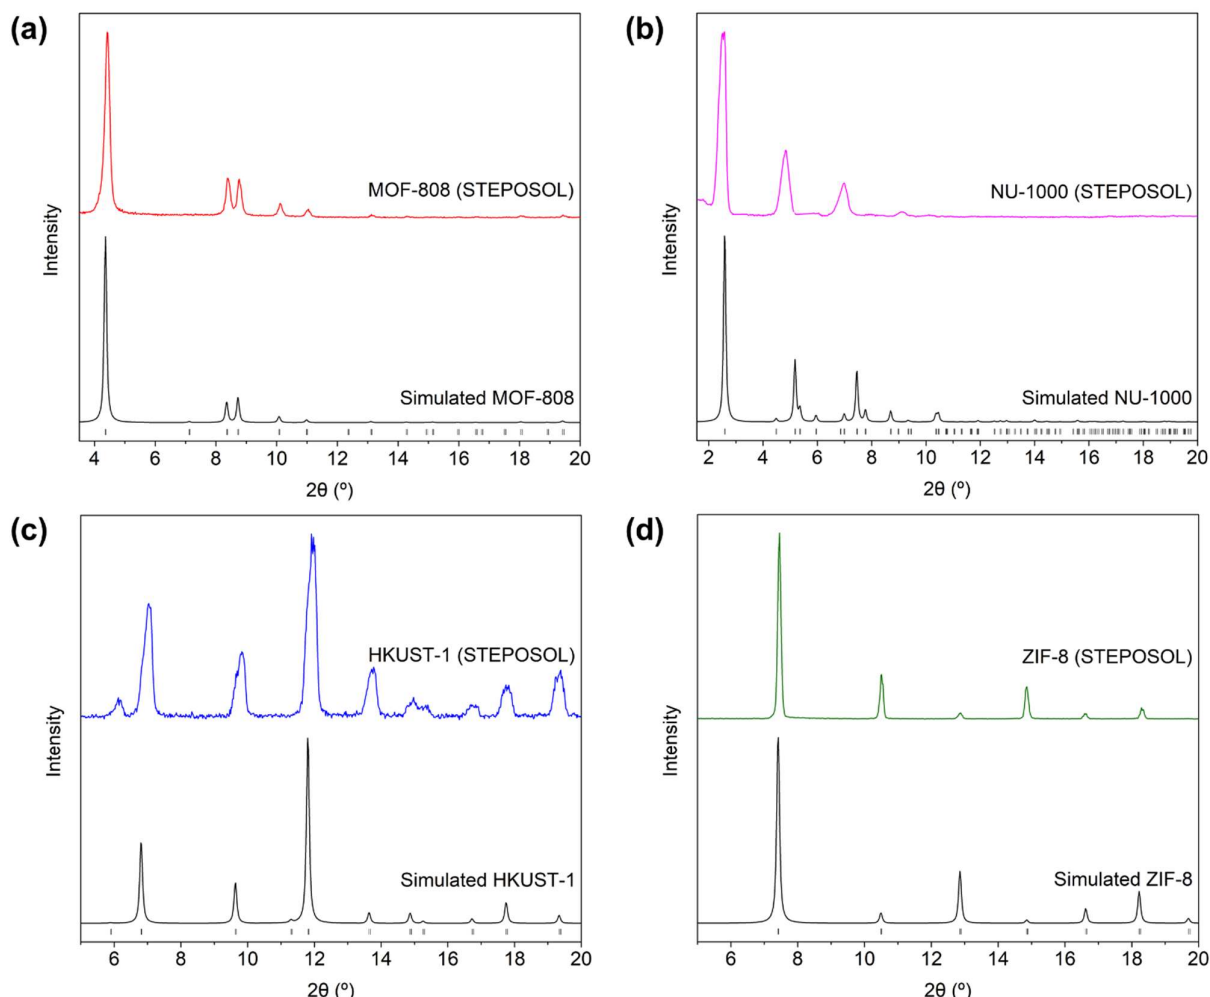 (a)
Intensity
MOF-808 (STEPOSOL)
Simulated MOF-808
4 6 8 10 12 14 16 18 20
2θ (º)
(b)
Intensity
NU-1000 (STEPOSOL)
Simulated NU-1000
2 4 6 8 10 12 14 16 18 20
2θ (º)
(c)
Intensity
HKUST-1 (STEPOSOL)
Simulated HKUST-1
6 8 10 12 14 16 18 20
2θ (º)
(d)
Intensity
ZIF-8 (STEPOSOL)
Simulated ZIF-8
6 8 10 12 14 16 18 20
2θ (º)